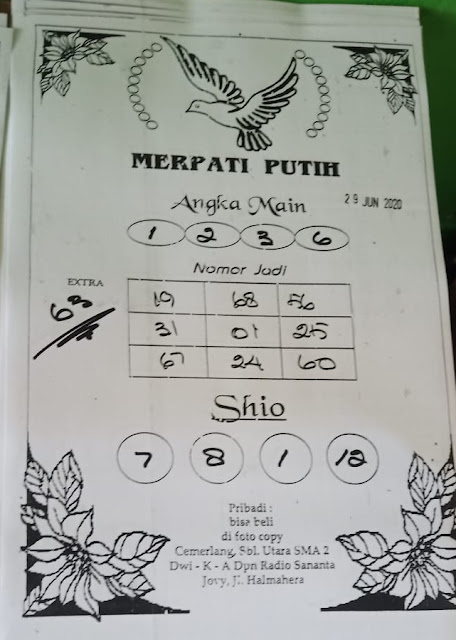 MERPATI PUTIH
Angka Main
29 JUN 2020
1 2 3 6
Nomor Jadi
EXTRA
63
19 68 56
31 01 25
67 24 60
Shio
7 8 1 12
Pribadi :
bisa beli
di foto copy
Cemerlang, Sbl. Utara SMA 2
Dwi - K - A Dpn Radio Sananta
Jovy, Jl. Halmahera